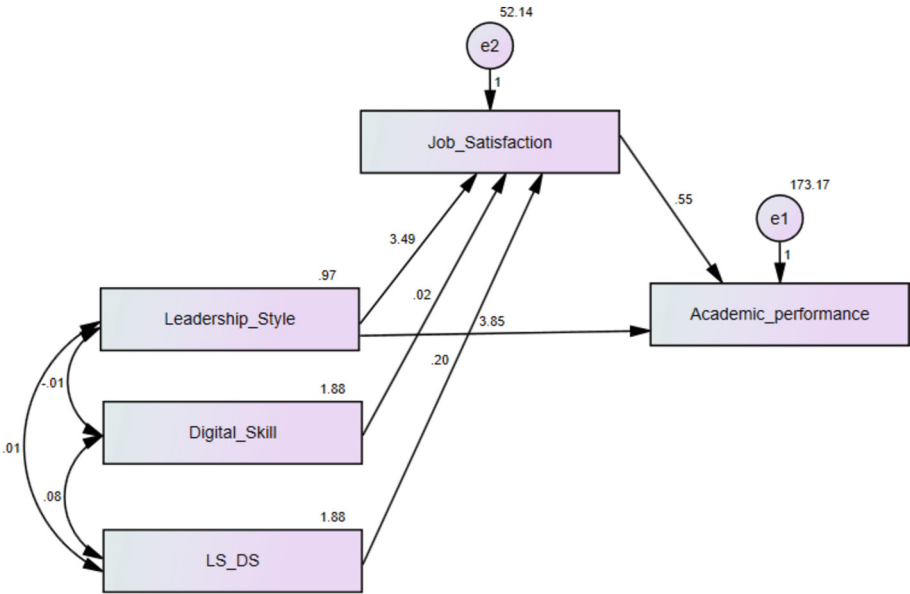 52.14
e2
1
Job_Satisfaction
173.17
.55
e1
3.49
1
.97
.02
Leadership_Style
3.85
Academic_performance
.20
-.01
1.88
Digital_Skill
.01
.08
1.88
LS_DS